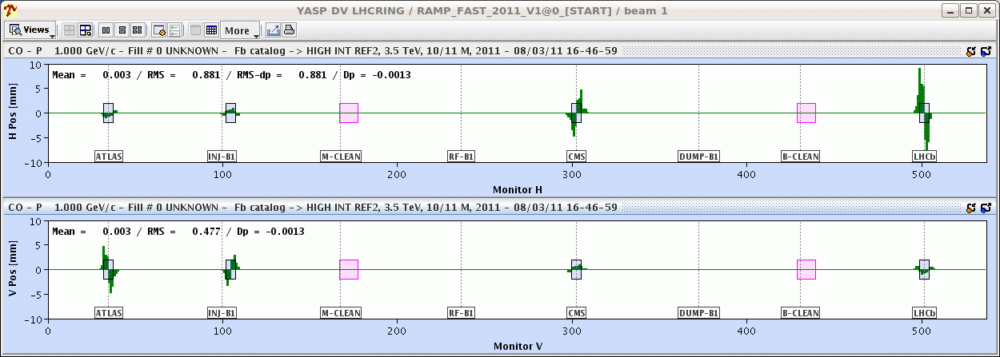 YASP DV LHCRING / RAMP_FAST_2011_V1@0_[START] / beam 1
Views More
CO - P 1.000 GeV/c - Fill # 0 UNKNOWN - Fb catalog -> HIGH INT REF2, 3.5 TeV, 10/11 M, 2011 - 08/03/11 16-46-59
Mean = 0.003 / RMS = 0.881 / RMS-dp = 0.881 / Dp = -0.0013
H Pos [mm]
10
5
0
-5
-10
ATLAS INJ-B1 M-CLEAN RF-B1 CMS DUMP-B1 B-CLEAN LHCb
0 100 200 300 400 500
Monitor H
CO - P 1.000 GeV/c - Fill # 0 UNKNOWN - Fb catalog -> HIGH INT REF2, 3.5 TeV, 10/11 M, 2011 - 08/03/11 16-46-59
Mean = 0.003 / RMS = 0.477 / Dp = -0.0013
V Pos [mm]
10
5
0
-5
-10
ATLAS INJ-B1 M-CLEAN RF-B1 CMS DUMP-B1 B-CLEAN LHCb
0 100 200 300 400 500
Monitor V